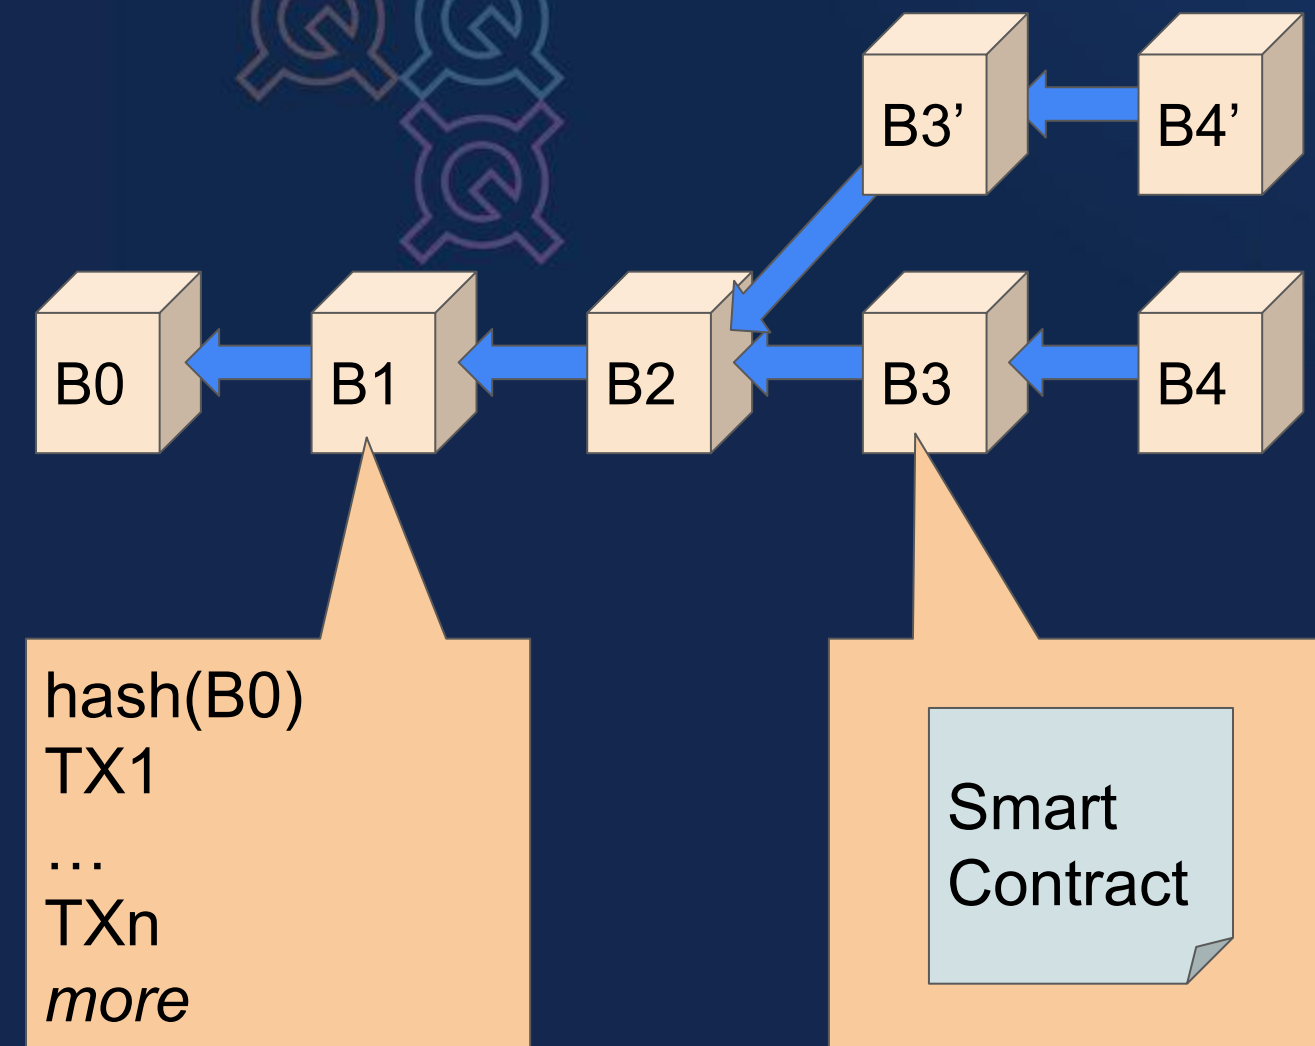 B3’
B4’
B0
B1
B2
B3
B4
hash(B0)
TX1
…
TXn
more
Smart
Contract